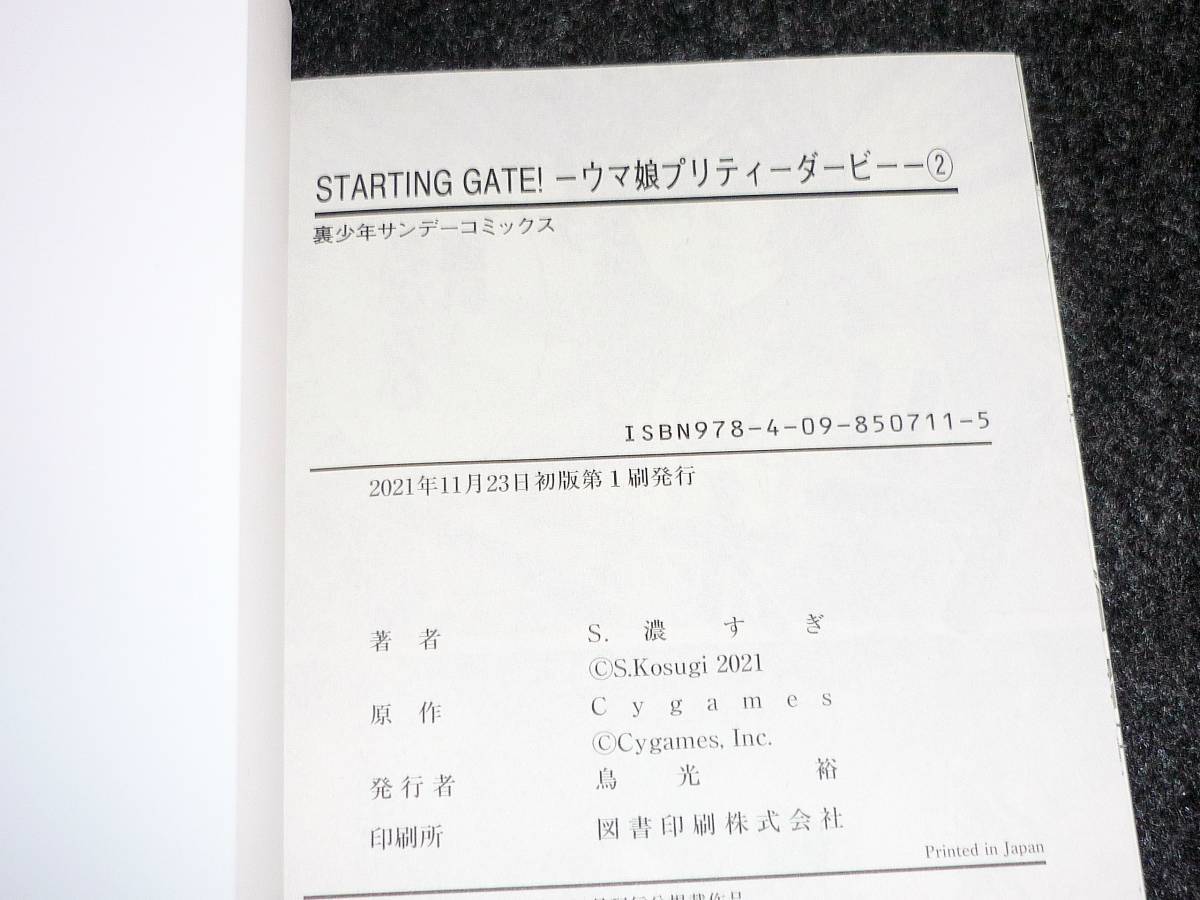 STARTING GATE! －ウマ娘プリティーダービー－②
裏少年サンデーコミックス
ISBN978-4-09-850711-5
2021年11月23日初版第1刷発行
著者 S.濃すぎ
©S.Kosugi 2021
原作 Cygames
©Cygames, Inc.
発行者 鳥光裕
印刷所 図書印刷株式会社
Printed in Japan